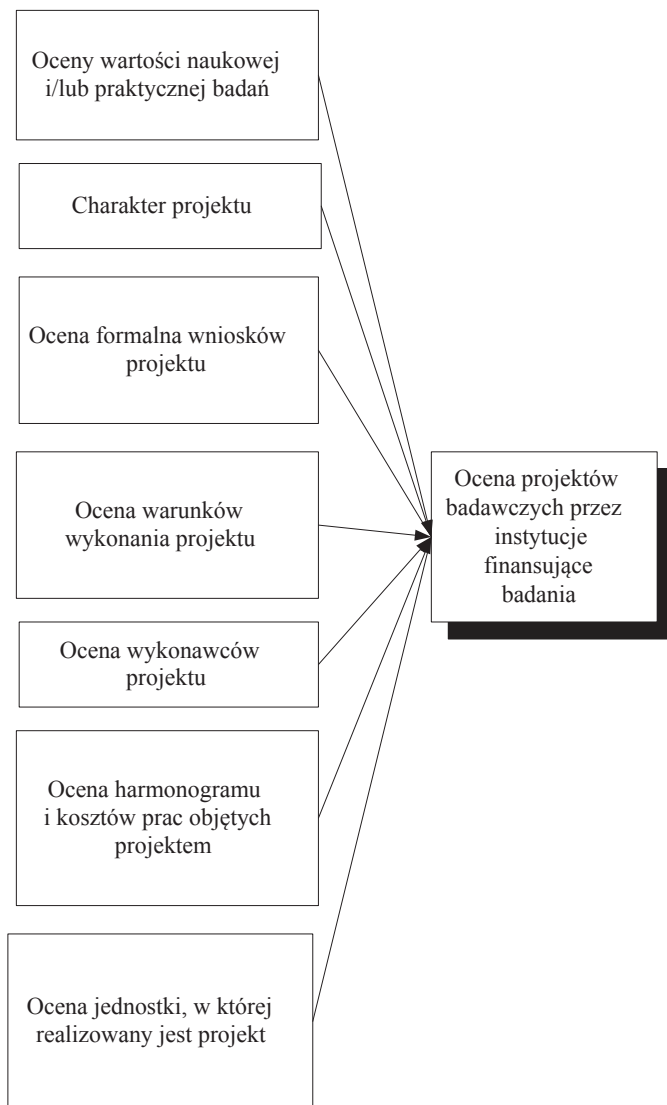 Oceny wartości naukowej
i/lub praktycznej badań
Charakter projektu
Ocena formalna wniosków
projektu
Ocena warunków
wykonania projektu
Ocena wykonawców
projektu
Ocena harmonogramu
i kosztów prac objętych
projektem
Ocena jednostki, w której
realizowany jest projekt
Ocena projektów
badawczych przez
instytucje
finansujące
badania